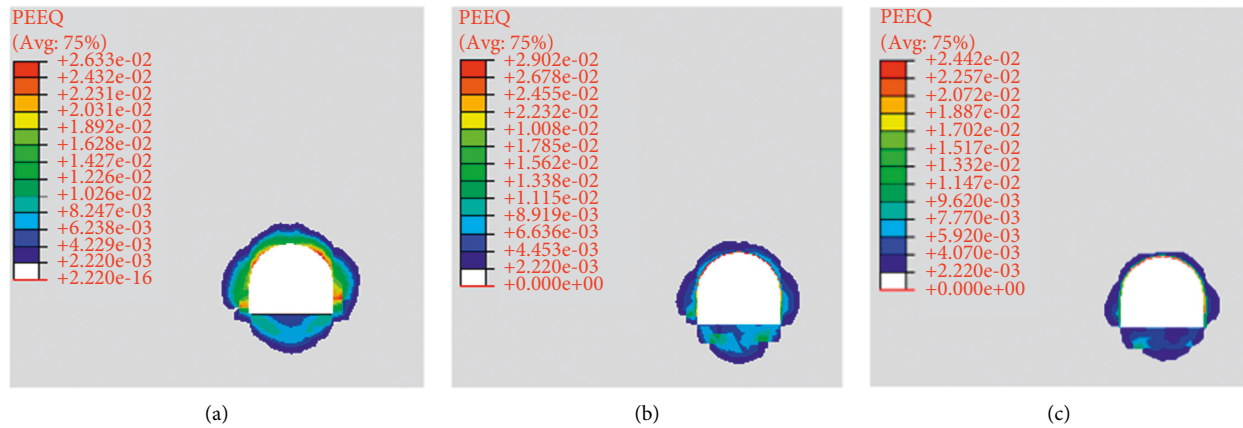 PEEQ
(Avg: 75%)
+2.633e-02
+2.432e-02
+2.231e-02
+2.031e-02
+1.892e-02
+1.628e-02
+1.427e-02
+1.226e-02
+1.026e-02
+8.247e-03
+6.238e-03
+4.229e-03
+2.220e-03
+2.220e-16
(a)
PEEQ
(Avg: 75%)
+2.902e-02
+2.678e-02
+2.455e-02
+2.232e-02
+1.008e-02
+1.785e-02
+1.562e-02
+1.338e-02
+1.115e-02
+8.919e-03
+6.636e-03
+4.453e-03
+2.220e-03
+0.000e+00
(b)
PEEQ
(Avg: 75%)
+2.442e-02
+2.257e-02
+2.072e-02
+1.887e-02
+1.702e-02
+1.517e-02
+1.332e-02
+1.147e-02
+9.620e-03
+7.770e-03
+5.920e-03
+4.070e-03
+2.220e-03
+0.000e+00
(c)